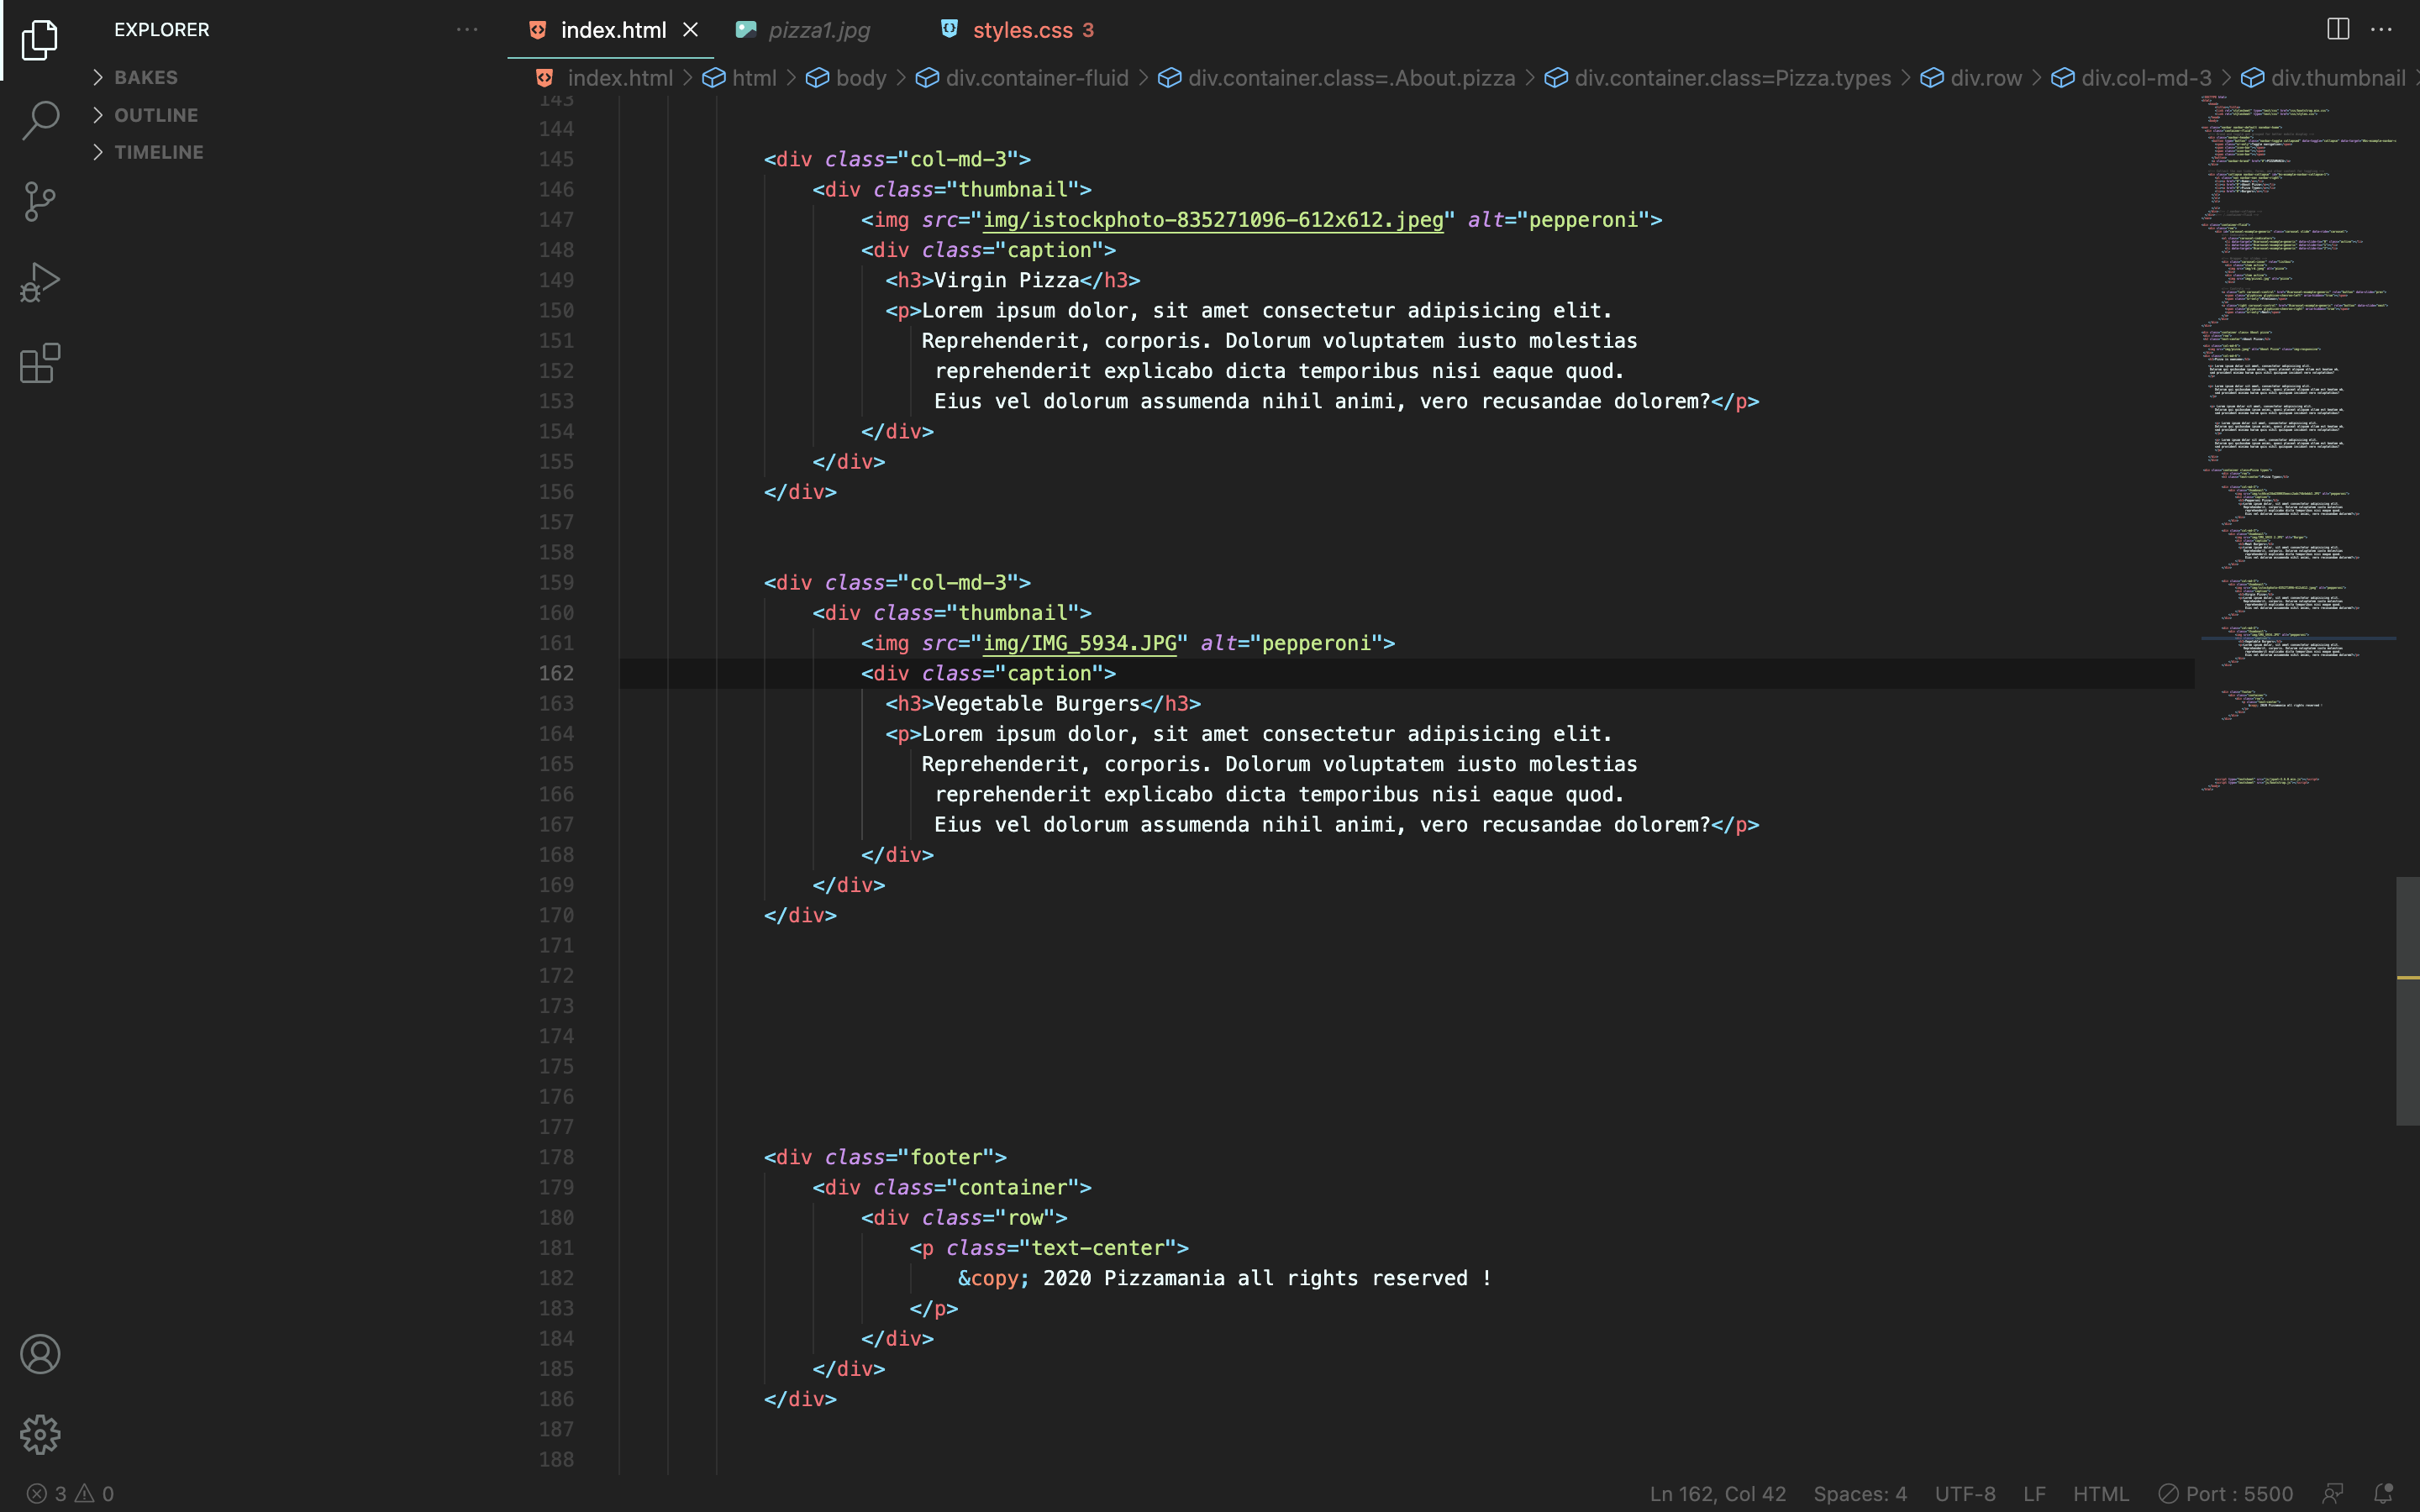 EXPLORER
BAKES
OUTLINE
TIMELINE
index.html
pizza1.jpg
styles.css 3
index.html > html > body > div.container-fluid > div.container.class=.About.pizza > div.container.class=Pizza.types > div.row > div.col-md-3 > div.thumbnail >
143
144
145 <div class="col-md-3">
146 <div class="thumbnail">
147 <img src="img/istockphoto-835271096-612x612.jpeg" alt="pepperoni">
148 <div class="caption">
149 <h3>Virgin Pizza</h3>
150 <p>Lorem ipsum dolor, sit amet consectetur adipisicing elit.
151 Reprehenderit, corporis. Dolorum voluptatem iusto molestias
152 reprehenderit explicabo dicta temporibus nisi eaque quod.
153 Eius vel dolorum assumenda nihil animi, vero recusandae dolorem?</p>
154 </div>
155 </div>
156 </div>
157
158
159 <div class="col-md-3">
160 <div class="thumbnail">
161 <img src="img/IMG_5934.JPG" alt="pepperoni">
162 <div class="caption">
163 <h3>Vegetable Burgers</h3>
164 <p>Lorem ipsum dolor, sit amet consectetur adipisicing elit.
165 Reprehenderit, corporis. Dolorum voluptatem iusto molestias
166 reprehenderit explicabo dicta temporibus nisi eaque quod.
167 Eius vel dolorum assumenda nihil animi, vero recusandae dolorem?</p>
168 </div>
169 </div>
170 </div>
171
172
173
174
175
176
177
178 <div class="footer">
179 <div class="container">
180 <div class="row">
181 <p class="text-center">
182 &copy; 2020 Pizzamania all rights reserved !
183 </p>
184 </div>
185 </div>
186 </div>
187
188
3 0
Ln 162, Col 42 Spaces: 4 UTF-8 LF HTML Port : 5500